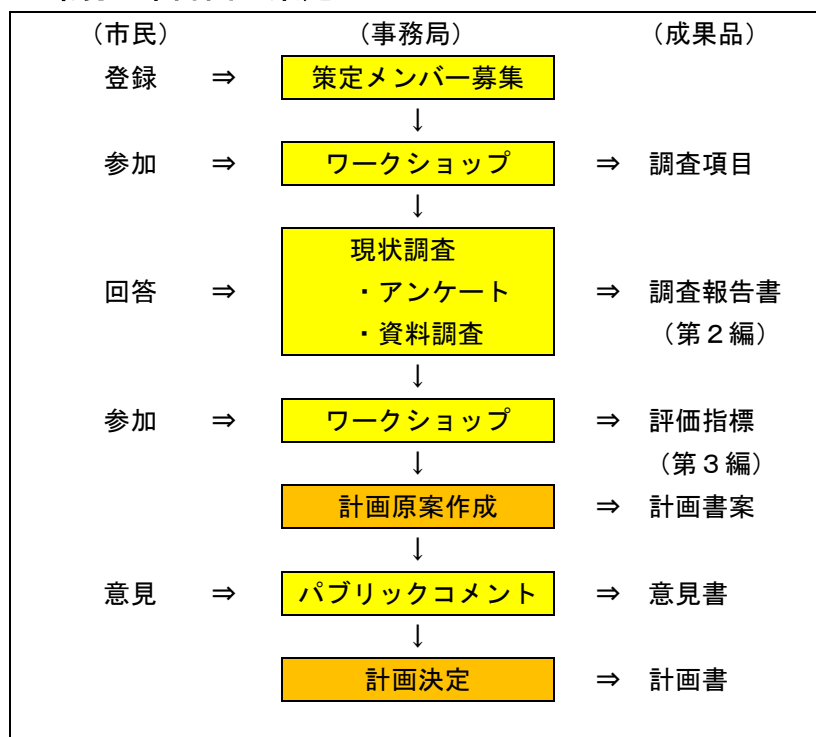 （市民） （事務局） （成果品）
登録 ⇒ 策定メンバー募集
↓
参加 ⇒ ワークショップ ⇒ 調査項目
↓
現状調査
回答 ⇒ ・アンケート ⇒ 調査報告書
・資料調査 （第２編）
↓
参加 ⇒ ワークショップ ⇒ 評価指標
↓ （第３編）
計画原案作成 ⇒ 計画書案
↓
意見 ⇒ パブリックコメント ⇒ 意見書
↓
計画決定 ⇒ 計画書